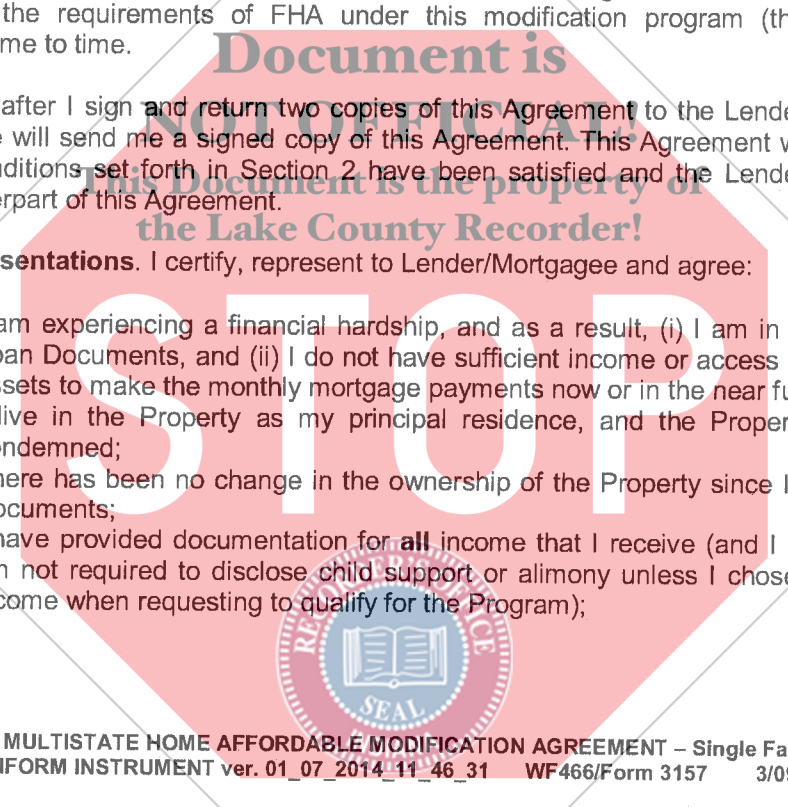 the requirements of FHA under this modification program (th
me to time.
Document is
after I sign and return two copies of this Agreement to the Lende
NOT OFFICIAL!
e will send me a signed copy of this Agreement. This Agreement w
nditions set forth in Section 2 have been satisfied and the Lende
This Document is the property of
erpart of this Agreement.
the Lake County Recorder!
sentations. I certify, represent to Lender/Mortgagee and agree:
STOP
am experiencing a financial hardship, and as a result, (i) I am in
oan Documents, and (ii) I do not have sufficient income or access
ssets to make the monthly mortgage payments now or in the near fu
live in the Property as my principal residence, and the Proper
ndemned;
here has been no change in the ownership of the Property since I
ocuments;
have provided documentation for all income that I receive (and I
n not required to disclose child support or alimony unless I chose
come when requesting to qualify for the Program);
SEAL
MULTISTATE HOME AFFORDABLE MODIFICATION AGREEMENT – Single Fa
IFORM INSTRUMENT ver. 01_07_2014_11_46_31 WF466/Form 3157 3/09